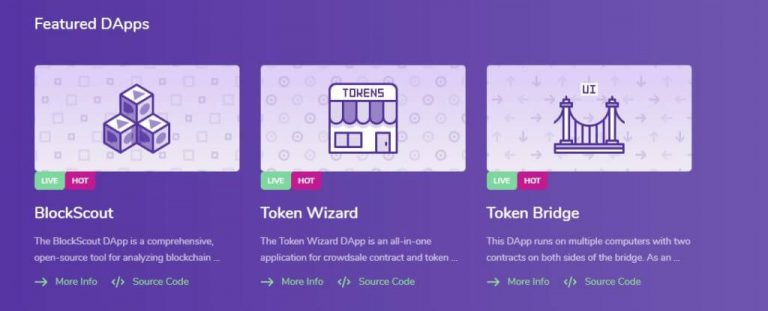 Featured DApps
TOKENS
UI
LIVE HOT
LIVE HOT
LIVE HOT
BlockScout
The BlockScout DApp is a comprehensive,
open-source tool for analyzing blockchain ...
More Info Source Code
Token Wizard
The Token Wizard DApp is an all-in-one
application for crowdsale contract and token ...
More Info Source Code
Token Bridge
This DApp runs on multiple computers with two
contracts on both sides of the bridge. As an ...
More Info Source Code